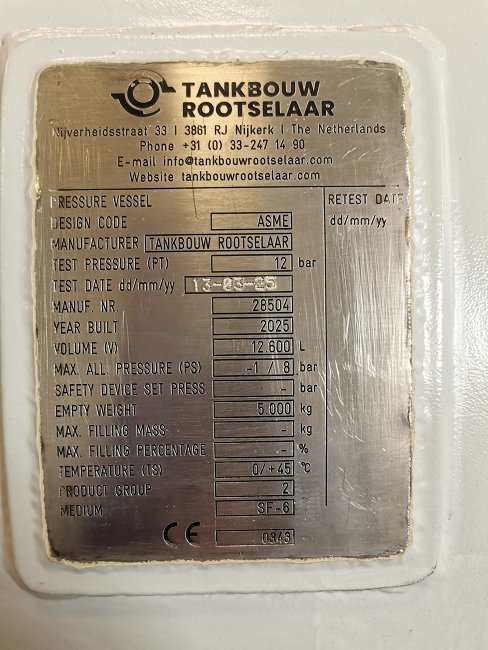 TANKBOUW
ROOTSELAAR
Nijverheidsstraat 33 | 3861 RJ Nijkerk | The Netherlands
Phone +31 (0) 33-247 14 90
E-mail info@tankbouwrootselaar.com
Website tankbouwrootselaar.com
PRESSURE VESSEL RETEST DATE
DESIGN CODE ASME dd/mm/yy
MANUFACTURER TANKBOUW ROOTSELAAR
TEST PRESSURE (PT) 12 bar
TEST DATE dd/mm/yy 13-03-25
MANUF. NR. 28504
YEAR BUILT 2025
VOLUME (V) 12.600 L
MAX. ALL. PRESSURE (PS) -1 / 8 bar
SAFETY DEVICE SET PRESS - bar
EMPTY WEIGHT 5.000 kg
MAX. FILLING MASS - kg
MAX. FILLING PERCENTAGE - %
TEMPERATURE (TS) 0/+45 °C
PRODUCT GROUP 2
MEDIUM SF-6
CE 0343